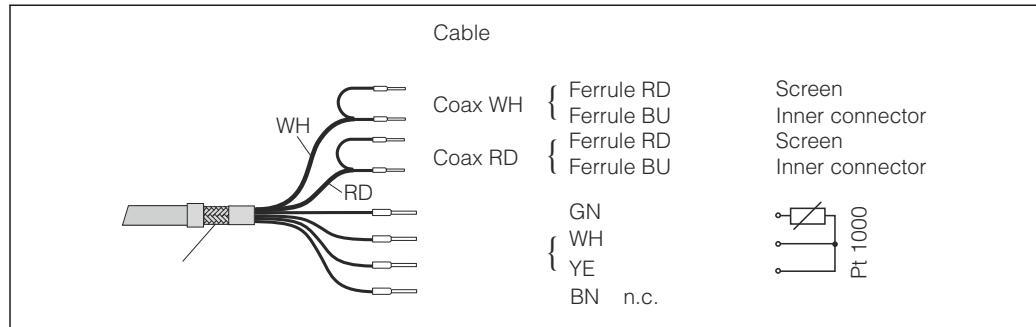 Cable
Coax WH { Ferrule RD Screen
Ferrule BU Inner connector
WH
Coax RD { Ferrule RD Screen
Ferrule BU Inner connector
RD
GN
{ WH
YE
Pt 1000
BN n.c.